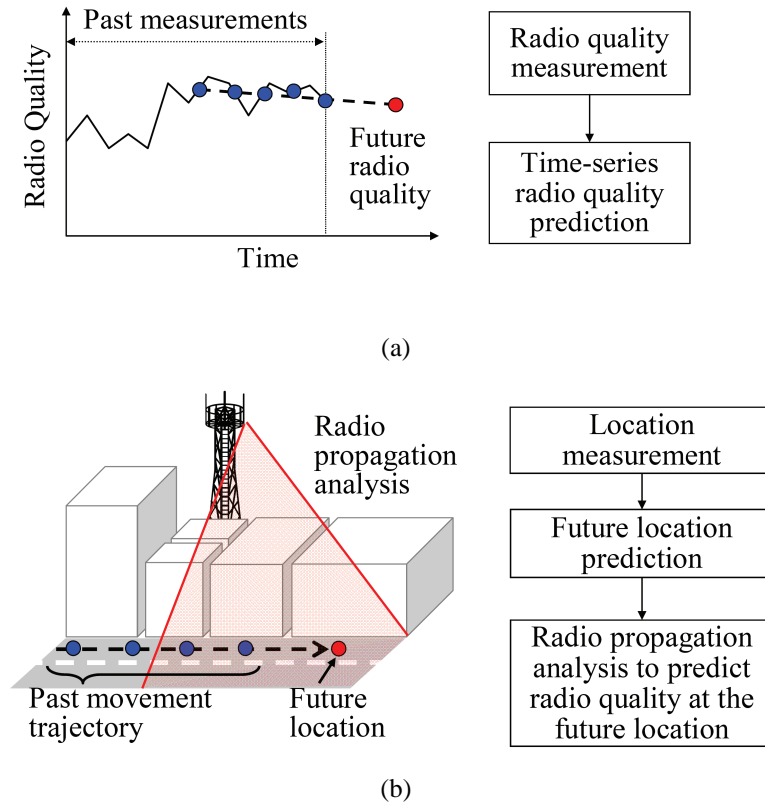 Past measurements
Radio Quality
Future
radio
quality
Time
Radio quality
measurement
Time-series
radio quality
prediction
(a)
Radio
propagation
analysis
Past movement
trajectory
Future
location
Location
measurement
Future location
prediction
Radio propagation
analysis to predict
radio quality at the
future location
(b)